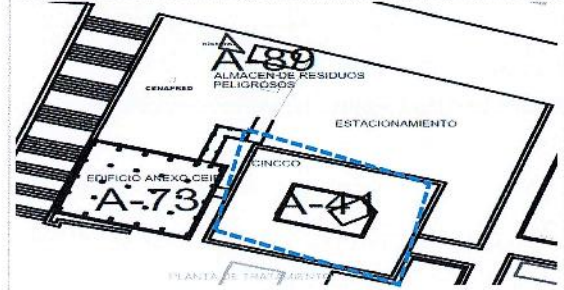 A-89
ALMACEN DE RESIDUOS
PELIGROSOS
CENAPRED
ESTACIONAMIENTO
CINCCO
EDIFICIO ANEXO CEIE
A-73
A-41
PLANTA DE TRATAMIENTO